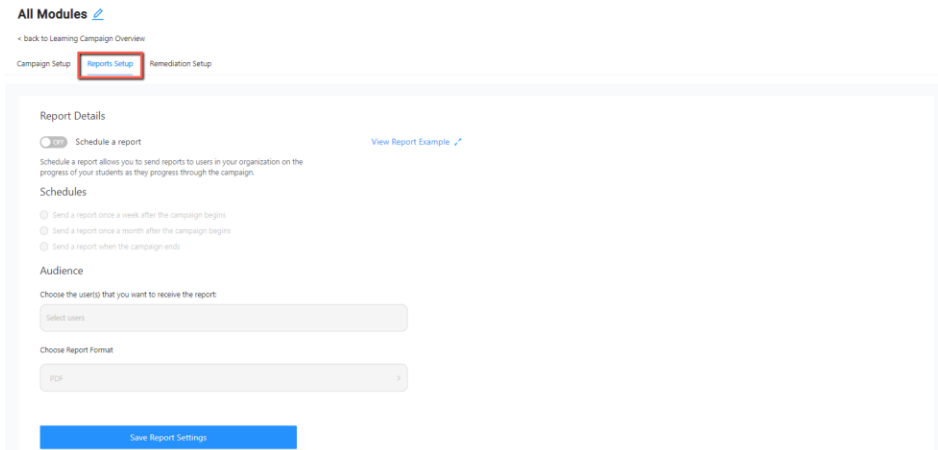 All Modules
< back to Learning Campaign Overview
Campaign Setup Reports Setup Remediation Setup
Report Details
OFF Schedule a report View Report Example
Schedule a report allows you to send reports to users in your organization on the
progress of your students as they progress through the campaign.
Schedules
Send a report once a week after the campaign begins
Send a report once a month after the campaign begins
Send a report when the campaign ends
Audience
Choose the user(s) that you want to receive the report:
Select users
Choose Report Format
PDF
Save Report Settings